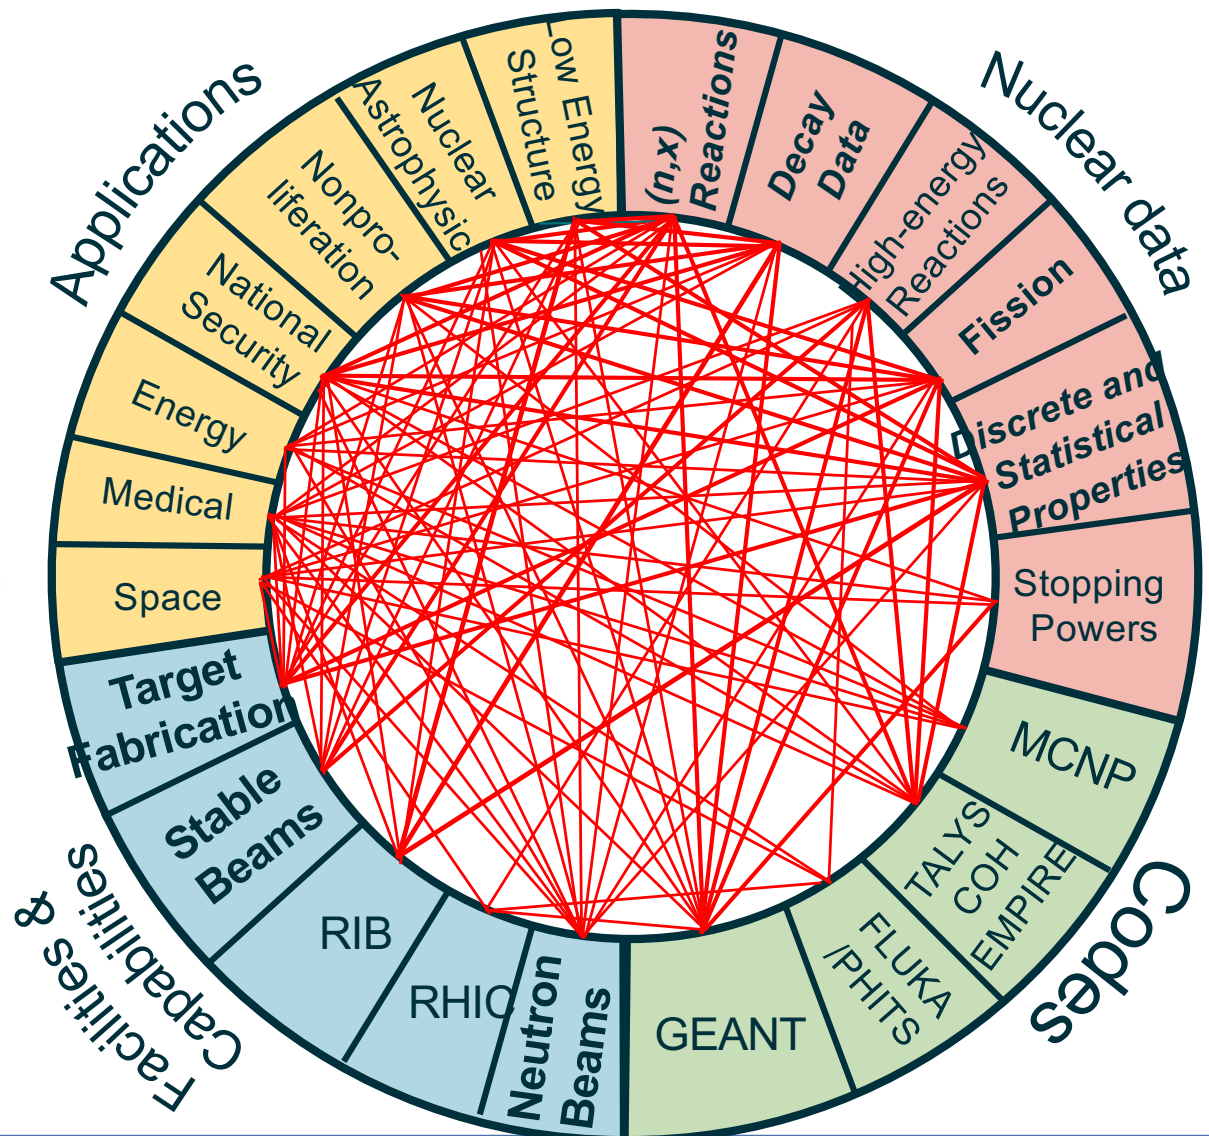 Applications
Low Energy
Structure
Nuclear
Astrophysic
Nonpro-
liferation
National
Security
Energy
Medical
Space
Nuclear data
(n,x)
Reactions
Decay
Data
High-energy
Reactions
Fission
Discrete and
Statistical
Properties
Stopping
Powers
Codes
MCNP
TALYS
COH
EMPIRE
FLUKA
/PHITS
GEANT
Facilities &
Capabilities
Target
Fabrication
Stable
Beams
RIB
RHIC
Neutron
Beams